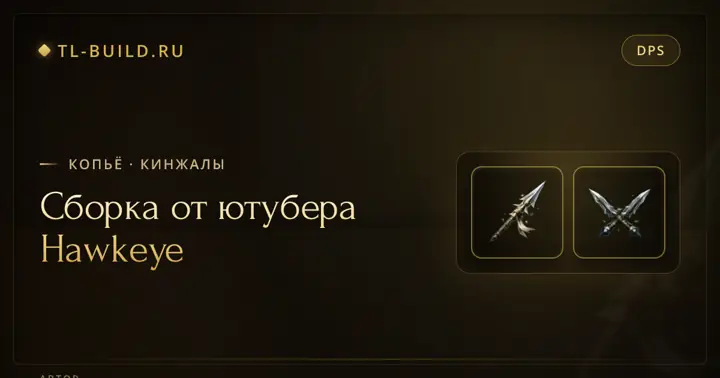 TL-BUILD.RU
DPS
КОПЬЁ · КИНЖАЛЫ
Сборка от ютубера
Hawkeye